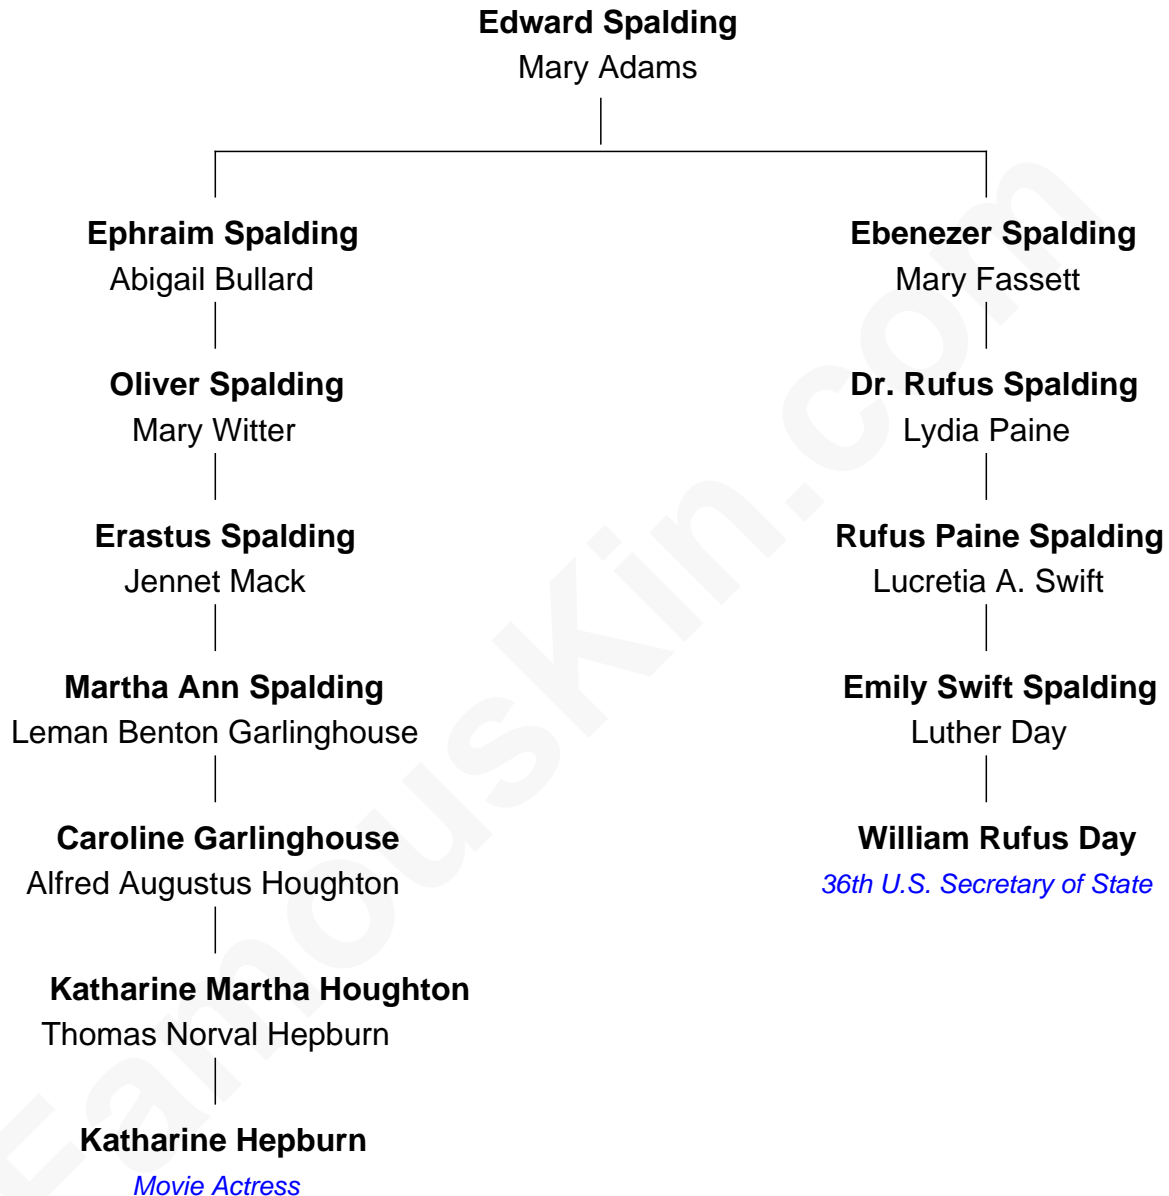 Edward Spalding
Mary Adams
Ephraim Spalding
Abigail Bullard
Oliver Spalding
Mary Witter
Erastus Spalding
Jennet Mack
Martha Ann Spalding
Leman Benton Garlinghouse
Caroline Garlinghouse
Alfred Augustus Houghton
Katharine Martha Houghton
Thomas Norval Hepburn
Katharine Hepburn
Movie Actress
Ebenezer Spalding
Mary Fassett
Dr. Rufus Spalding
Lydia Paine
Rufus Paine Spalding
Lucretia A. Swift
Emily Swift Spalding
Luther Day
William Rufus Day
36th U.S. Secretary of State
FamousKin.com